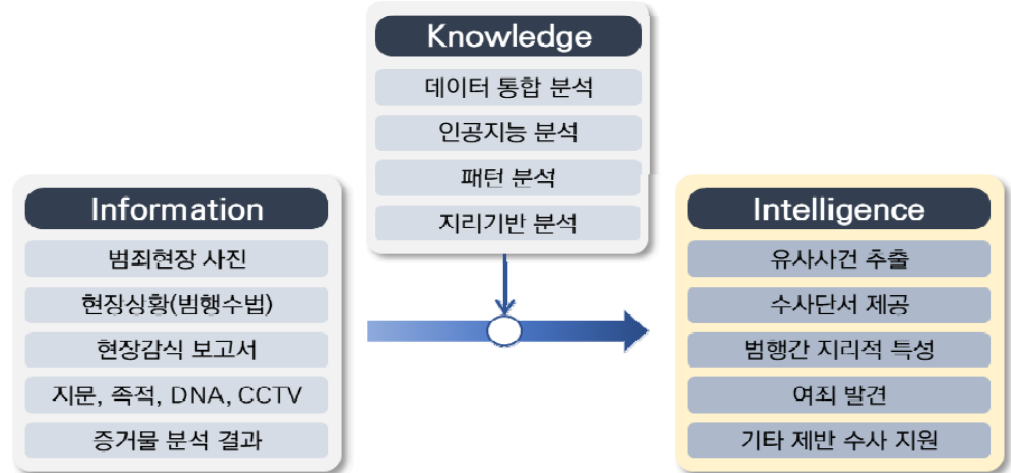 Knowledge
데이터 통합 분석
인공지능 분석
패턴 분석
지리기반 분석
Information
범죄현장 사진
현장상황(범행수법)
현장감식 보고서
지문, 족적, DNA, CCTV
증거물 분석 결과
Intelligence
유사사건 추출
수사단서 제공
범행간 지리적 특성
여죄 발견
기타 제반 수사 지원